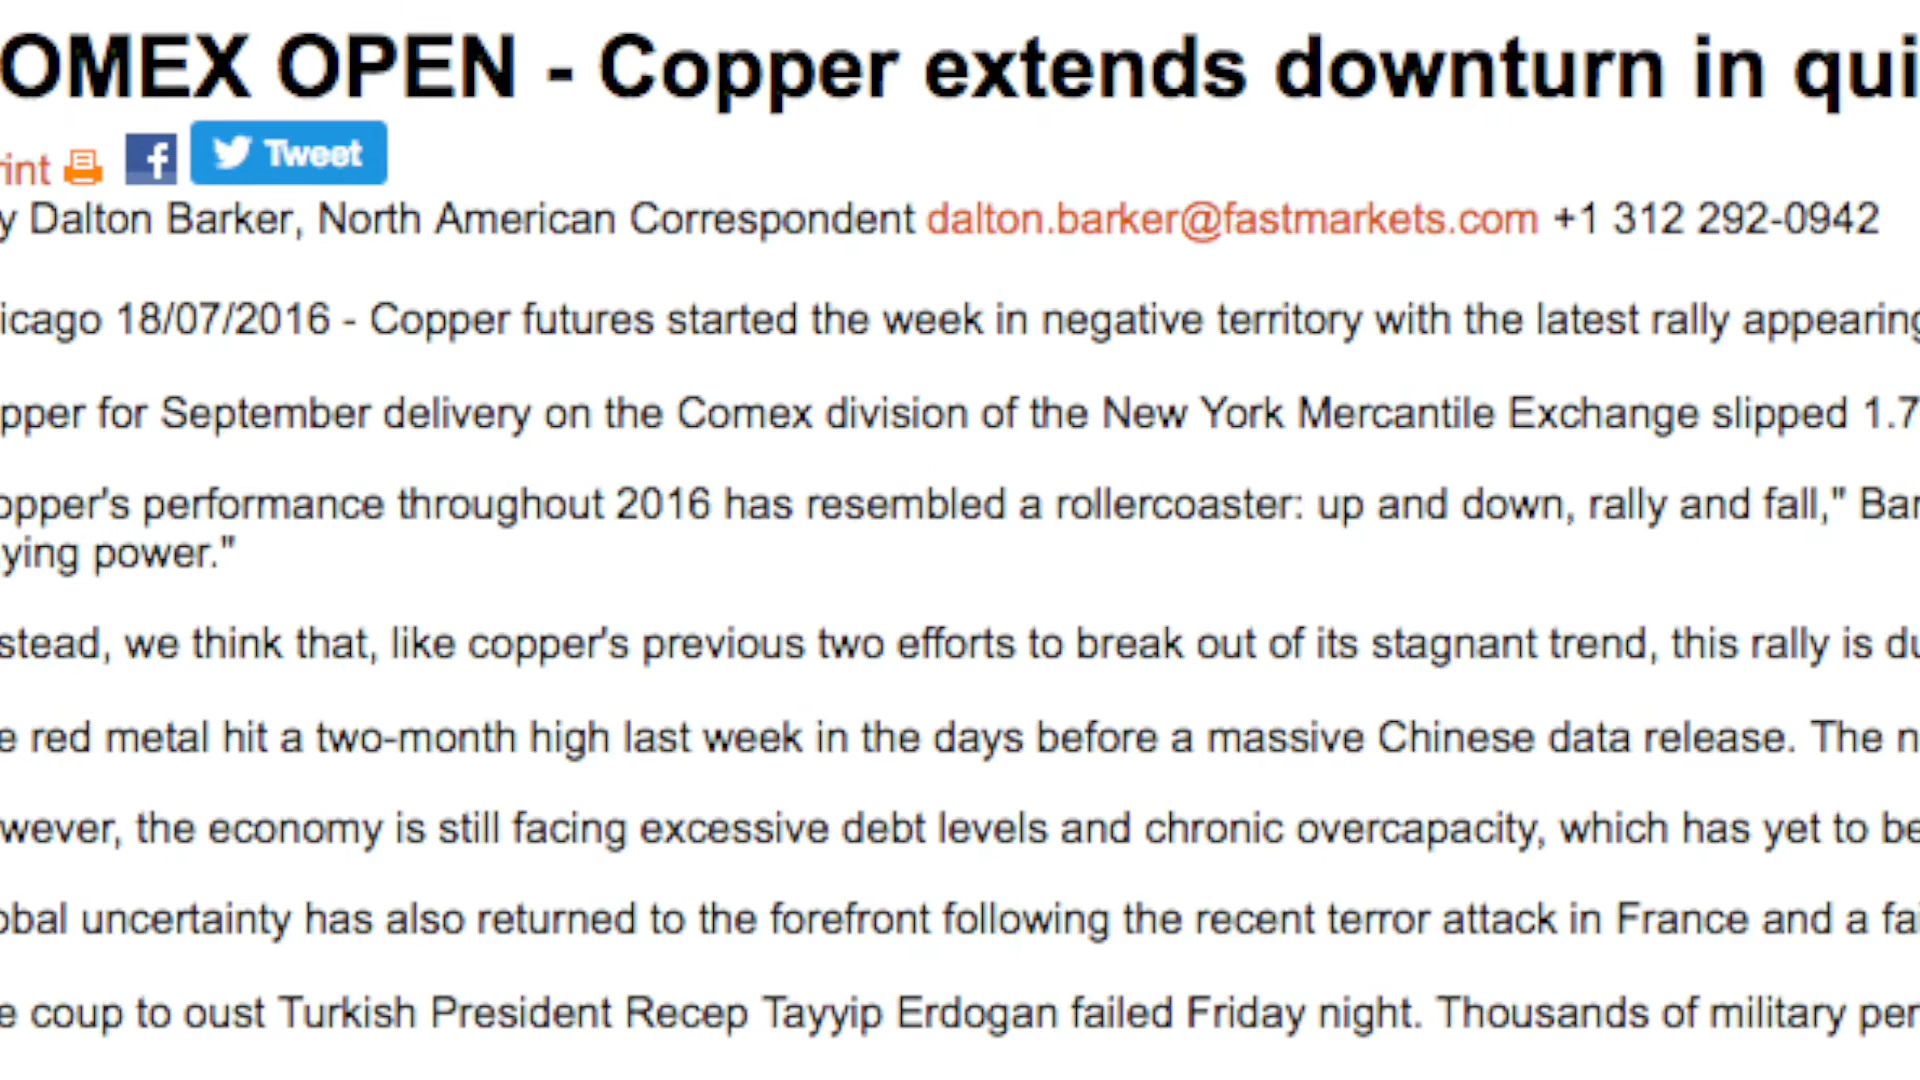 OMEX OPEN - Copper extends downturn in qui
rint f Tweet
y Dalton Barker, North American Correspondent dalton.barker@fastmarkets.com +1 312 292-0942
icago 18/07/2016 - Copper futures started the week in negative territory with the latest rally appearing
pper for September delivery on the Comex division of the New York Mercantile Exchange slipped 1.7
opper's performance throughout 2016 has resembled a rollercoaster: up and down, rally and fall," Bar
ying power."
stead, we think that, like copper's previous two efforts to break out of its stagnant trend, this rally is du
e red metal hit a two-month high last week in the days before a massive Chinese data release. The n
wever, the economy is still facing excessive debt levels and chronic overcapacity, which has yet to be
obal uncertainty has also returned to the forefront following the recent terror attack in France and a fai
e coup to oust Turkish President Recep Tayyip Erdogan failed Friday night. Thousands of military per